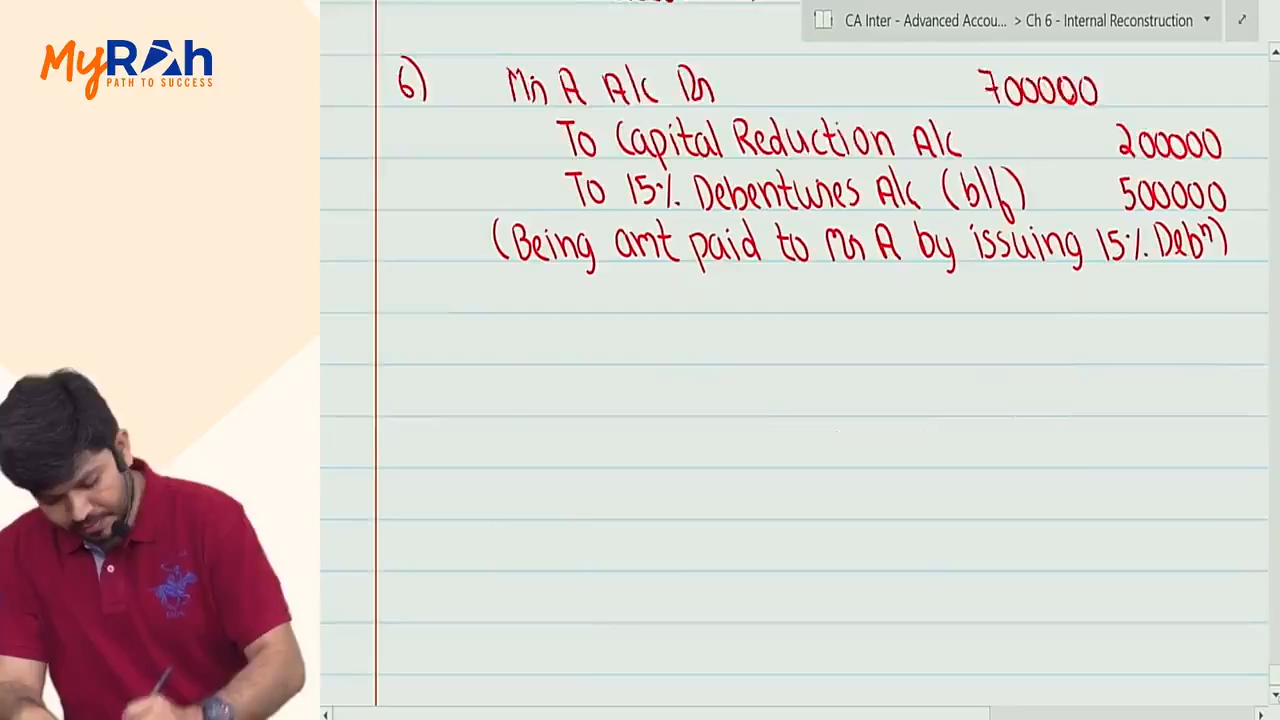 MyRAh
PATH TO SUCCESS
CA Inter - Advanced Accou... > Ch 6 - Internal Reconstruction
6) Mr A A/c Dr 700000
To Capital Reduction A/c 200000
To 15% Debentures A/c (b/f) 500000
(Being amt paid to Mr A by issuing 15% Debⁿ)